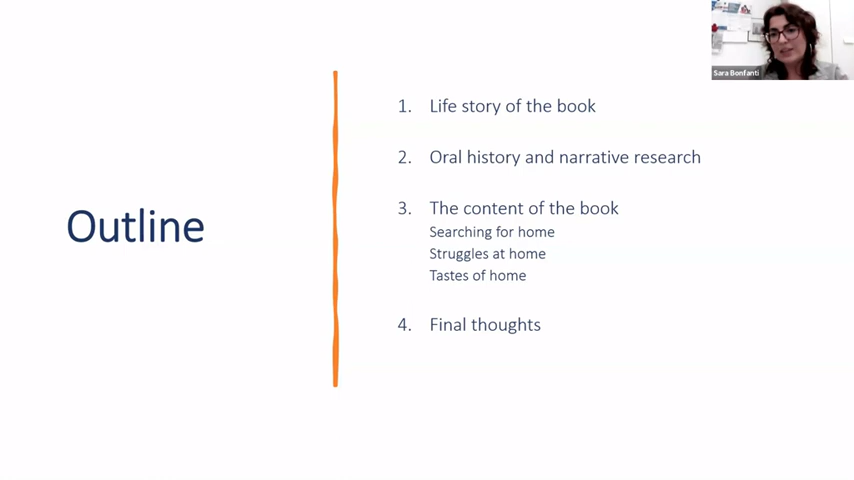 Outline
1. Life story of the book
2. Oral history and narrative research
3. The content of the book
Searching for home
Struggles at home
Tastes of home
4. Final thoughts
Sara Bonfanti